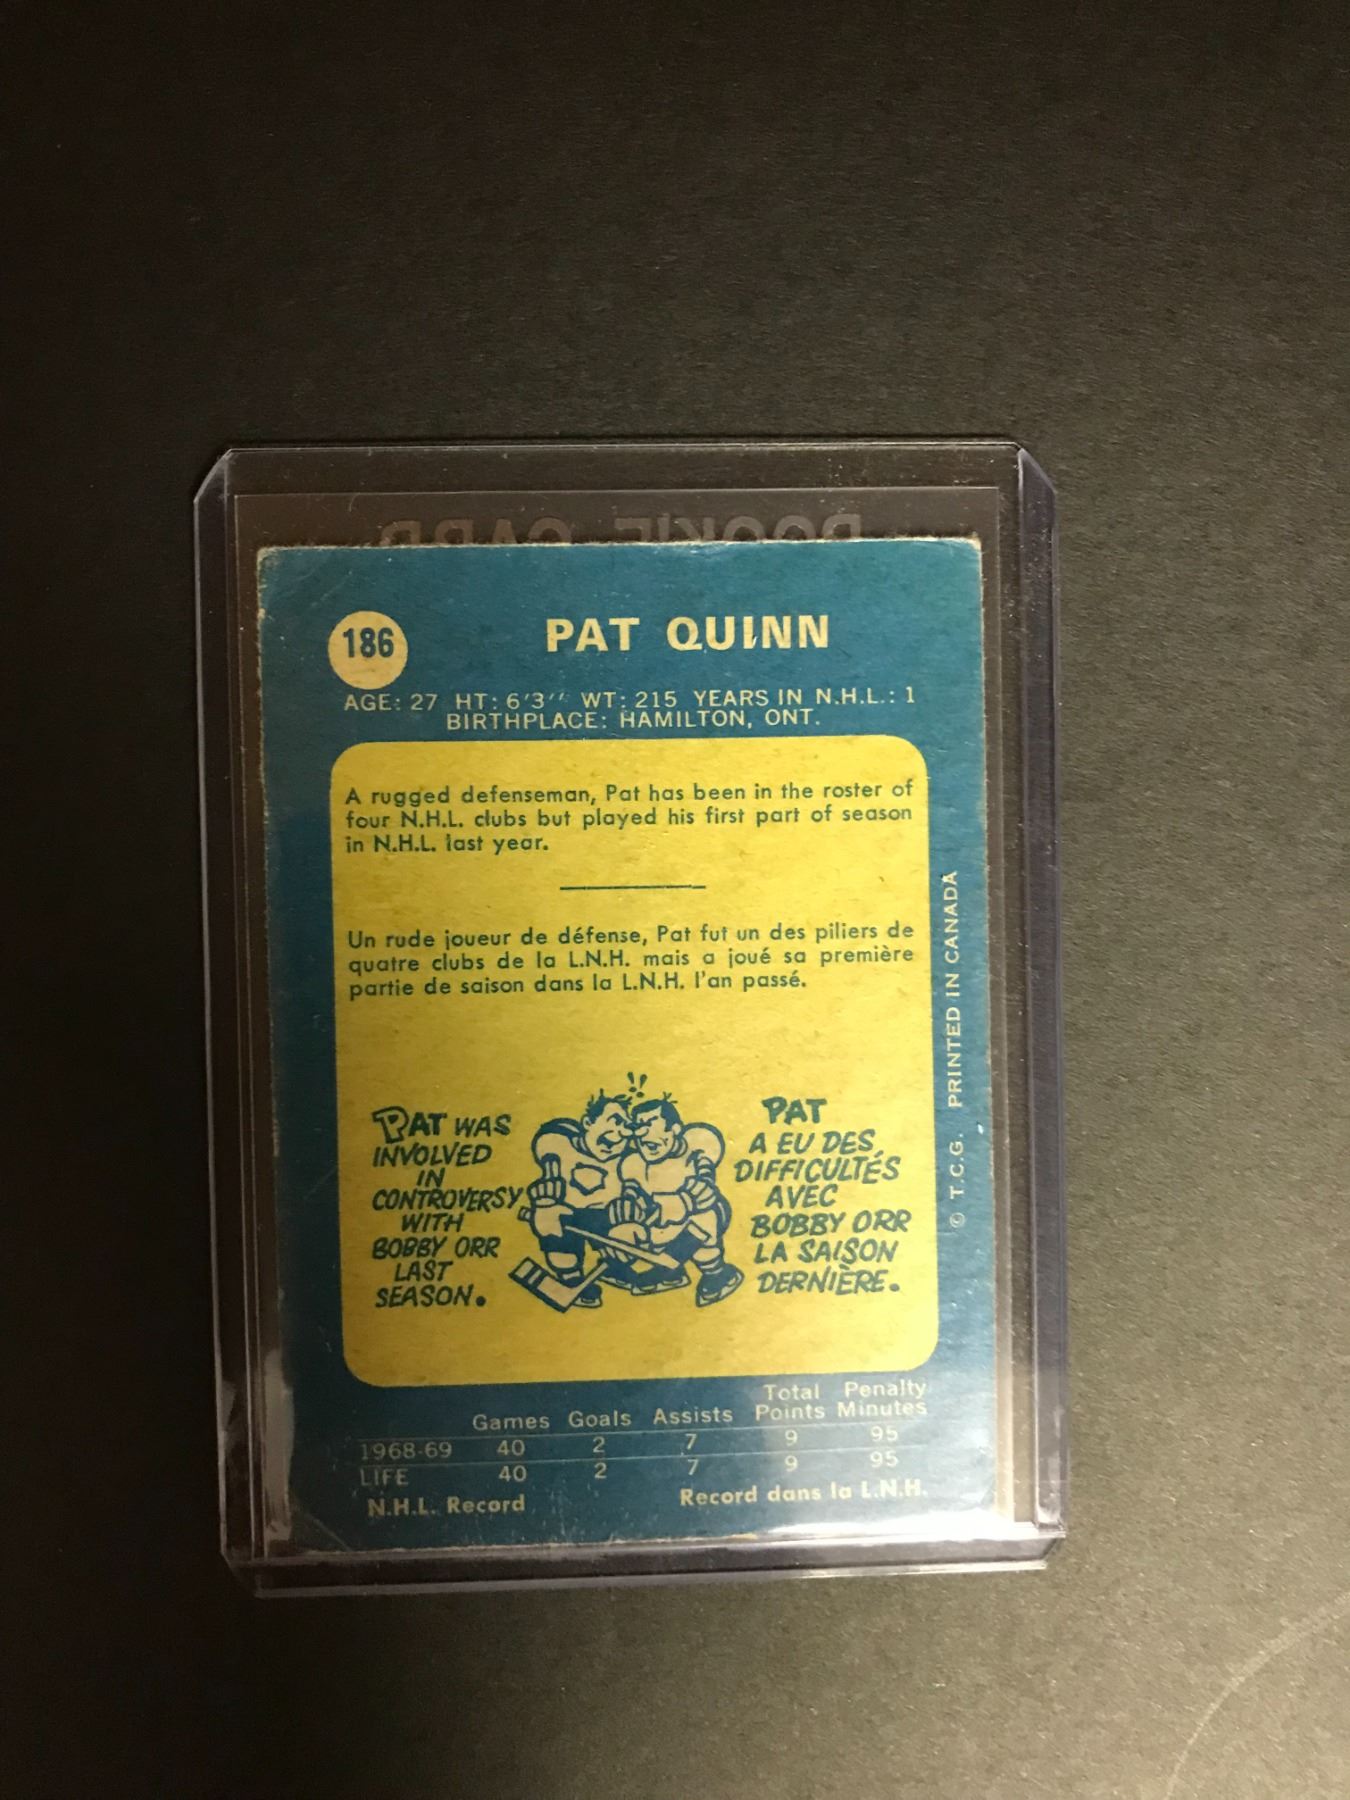 ROOKIE CARD
186
PAT QUINN
AGE: 27 HT: 6'3'' WT: 215 YEARS IN N.H.L.: 1
BIRTHPLACE: HAMILTON, ONT.
A rugged defenseman, Pat has been in the roster of
four N.H.L. clubs but played his first part of season
in N.H.L. last year.
Un rude joueur de défense, Pat fut un des piliers de
quatre clubs de la L.N.H. mais a joué sa première
partie de saison dans la L.N.H. l'an passé.
PAT WAS
INVOLVED
IN
CONTROVERSY
WITH
BOBBY ORR
LAST
SEASON.
!!
PAT
A EU DES
DIFFICULTÉS
AVEC
BOBBY ORR
LA SAISON
DERNIÈRE.
© T.C.G. PRINTED IN CANADA
Total Penalty
Games Goals Assists Points Minutes
1968-69 40 2 7 9 95
LIFE 40 2 7 9 95
N.H.L. Record Record dans la L.N.H.